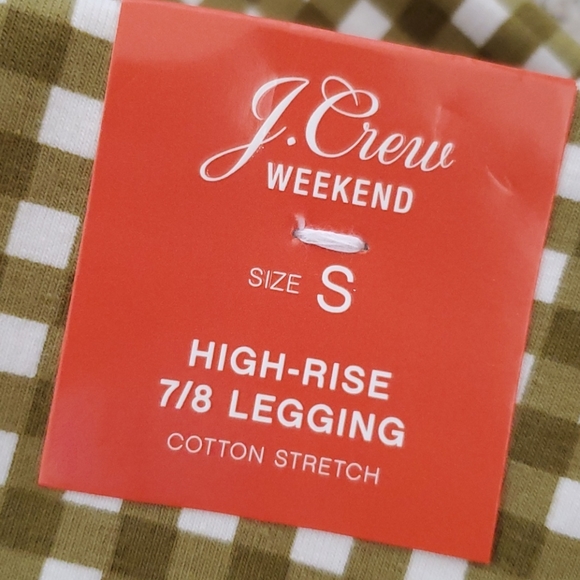 J.Crew
WEEKEND
SIZE S
HIGH-RISE
7/8 LEGGING
COTTON STRETCH